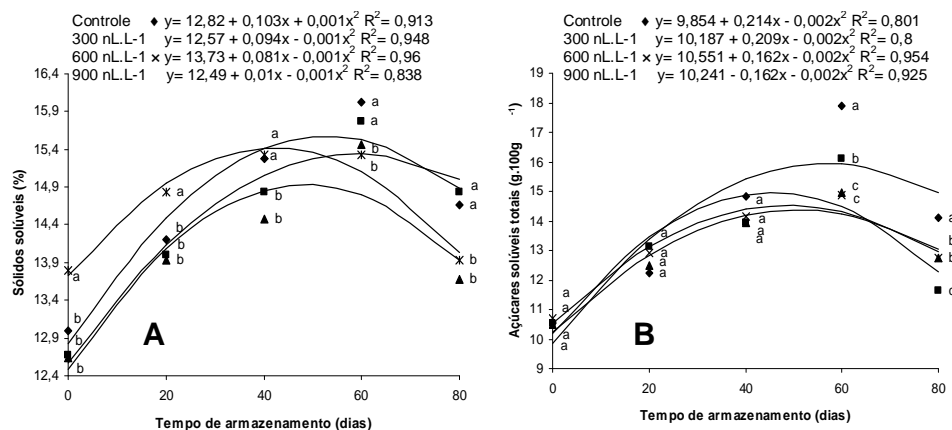 Controle ♦ y= 12,82 + 0,103x + 0,001x² R²= 0,913
300 nL.L-1 y= 12,57 + 0,094x – 0,001x² R²= 0,948
600 nL.L-1 × y= 13,73 + 0,081x - 0,001x² R²= 0,96
900 nL.L-1 y= 12,49 + 0,01x - 0,001x² R²= 0,838
16,4
15,9
15,4
14,9
14,4
13,9
13,4
12,9
12,4
Sólidos solúveis (%)
a
b
b
b
a
b
b
b
a
b
b
a
a
b
b
a
a
b
b
A
0 20 40 60 80
Tempo de armazenamento (dias)
Controle ♦ y= 9,854 + 0,214x – 0,002x² R²= 0,801
300 nL.L-1 y= 10,187 + 0,209x – 0,002x² R²= 0,8
600 nL.L-1 × y= 10,551 + 0,162x - 0,002x² R²= 0,954
900 nL.L-1 y= 10,241 - 0,162x - 0,002x² R²= 0,925
19
18
17
16
15
14
13
12
11
10
9
Açúcares solúveis totais (g.100g⁻¹)
a
a
a
a
a
a
a
a
a
a
a
a
a
b
c
c
a
b
b
c
B
0 20 40 60 80
Tempo de armazenamento (dias)